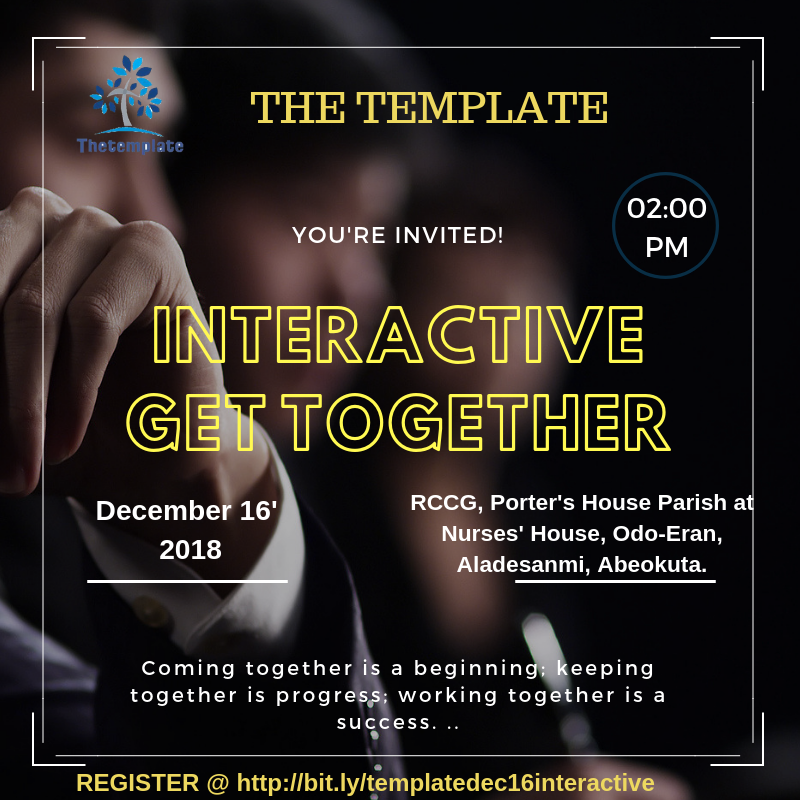 Thetemplate
THE TEMPLATE
02:00
PM
YOU'RE INVITED!
INTERACTIVE
GET TOGETHER
December 16'
2018
RCCG, Porter's House Parish at
Nurses' House, Odo-Eran,
Aladesanmi, Abeokuta.
Coming together is a beginning; keeping
together is progress; working together is a
success. ..
REGISTER @ http://bit.ly/templatedec16interactive